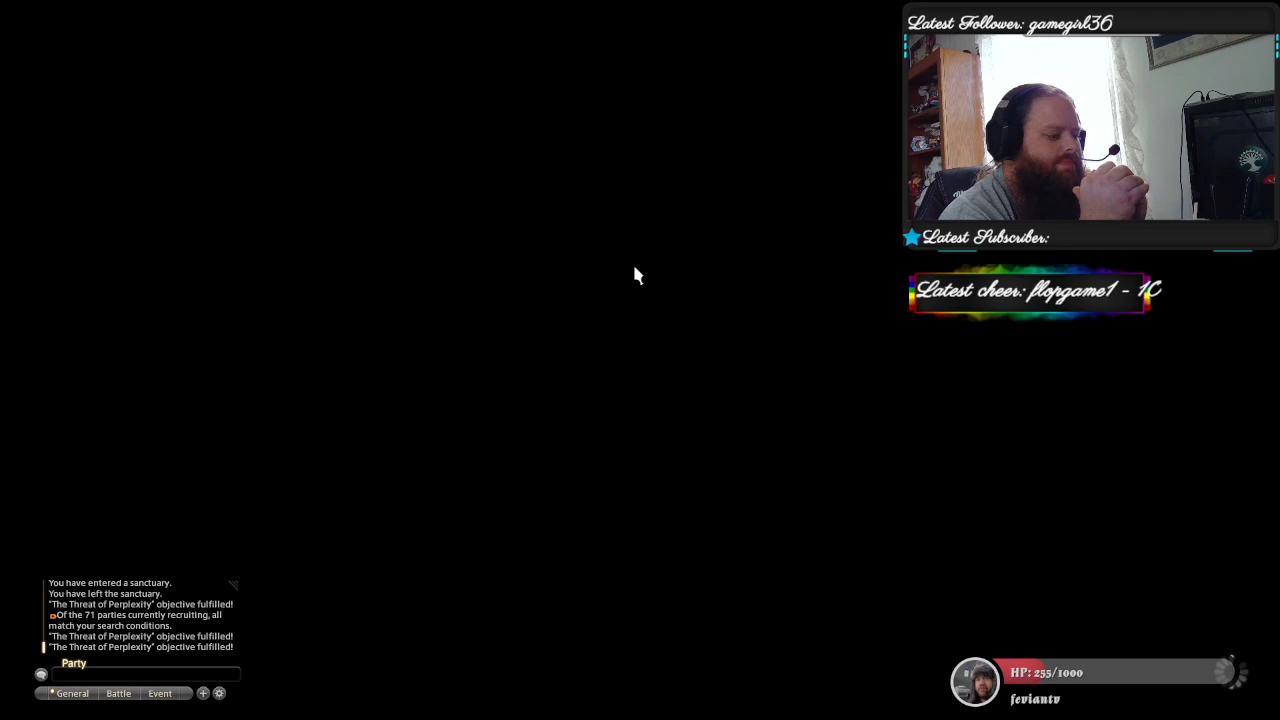 Latest Follower: gamegirl36
Latest Subscriber:
Latest cheer: flopgame1 - 1C
You have entered a sanctuary.
You have left the sanctuary.
"The Threat of Perplexity" objective fulfilled!
Of the 71 parties currently recruiting, all
match your search conditions.
"The Threat of Perplexity" objective fulfilled!
"The Threat of Perplexity" objective fulfilled!
Party
General Battle Event
HP: 255/1000
feviantv